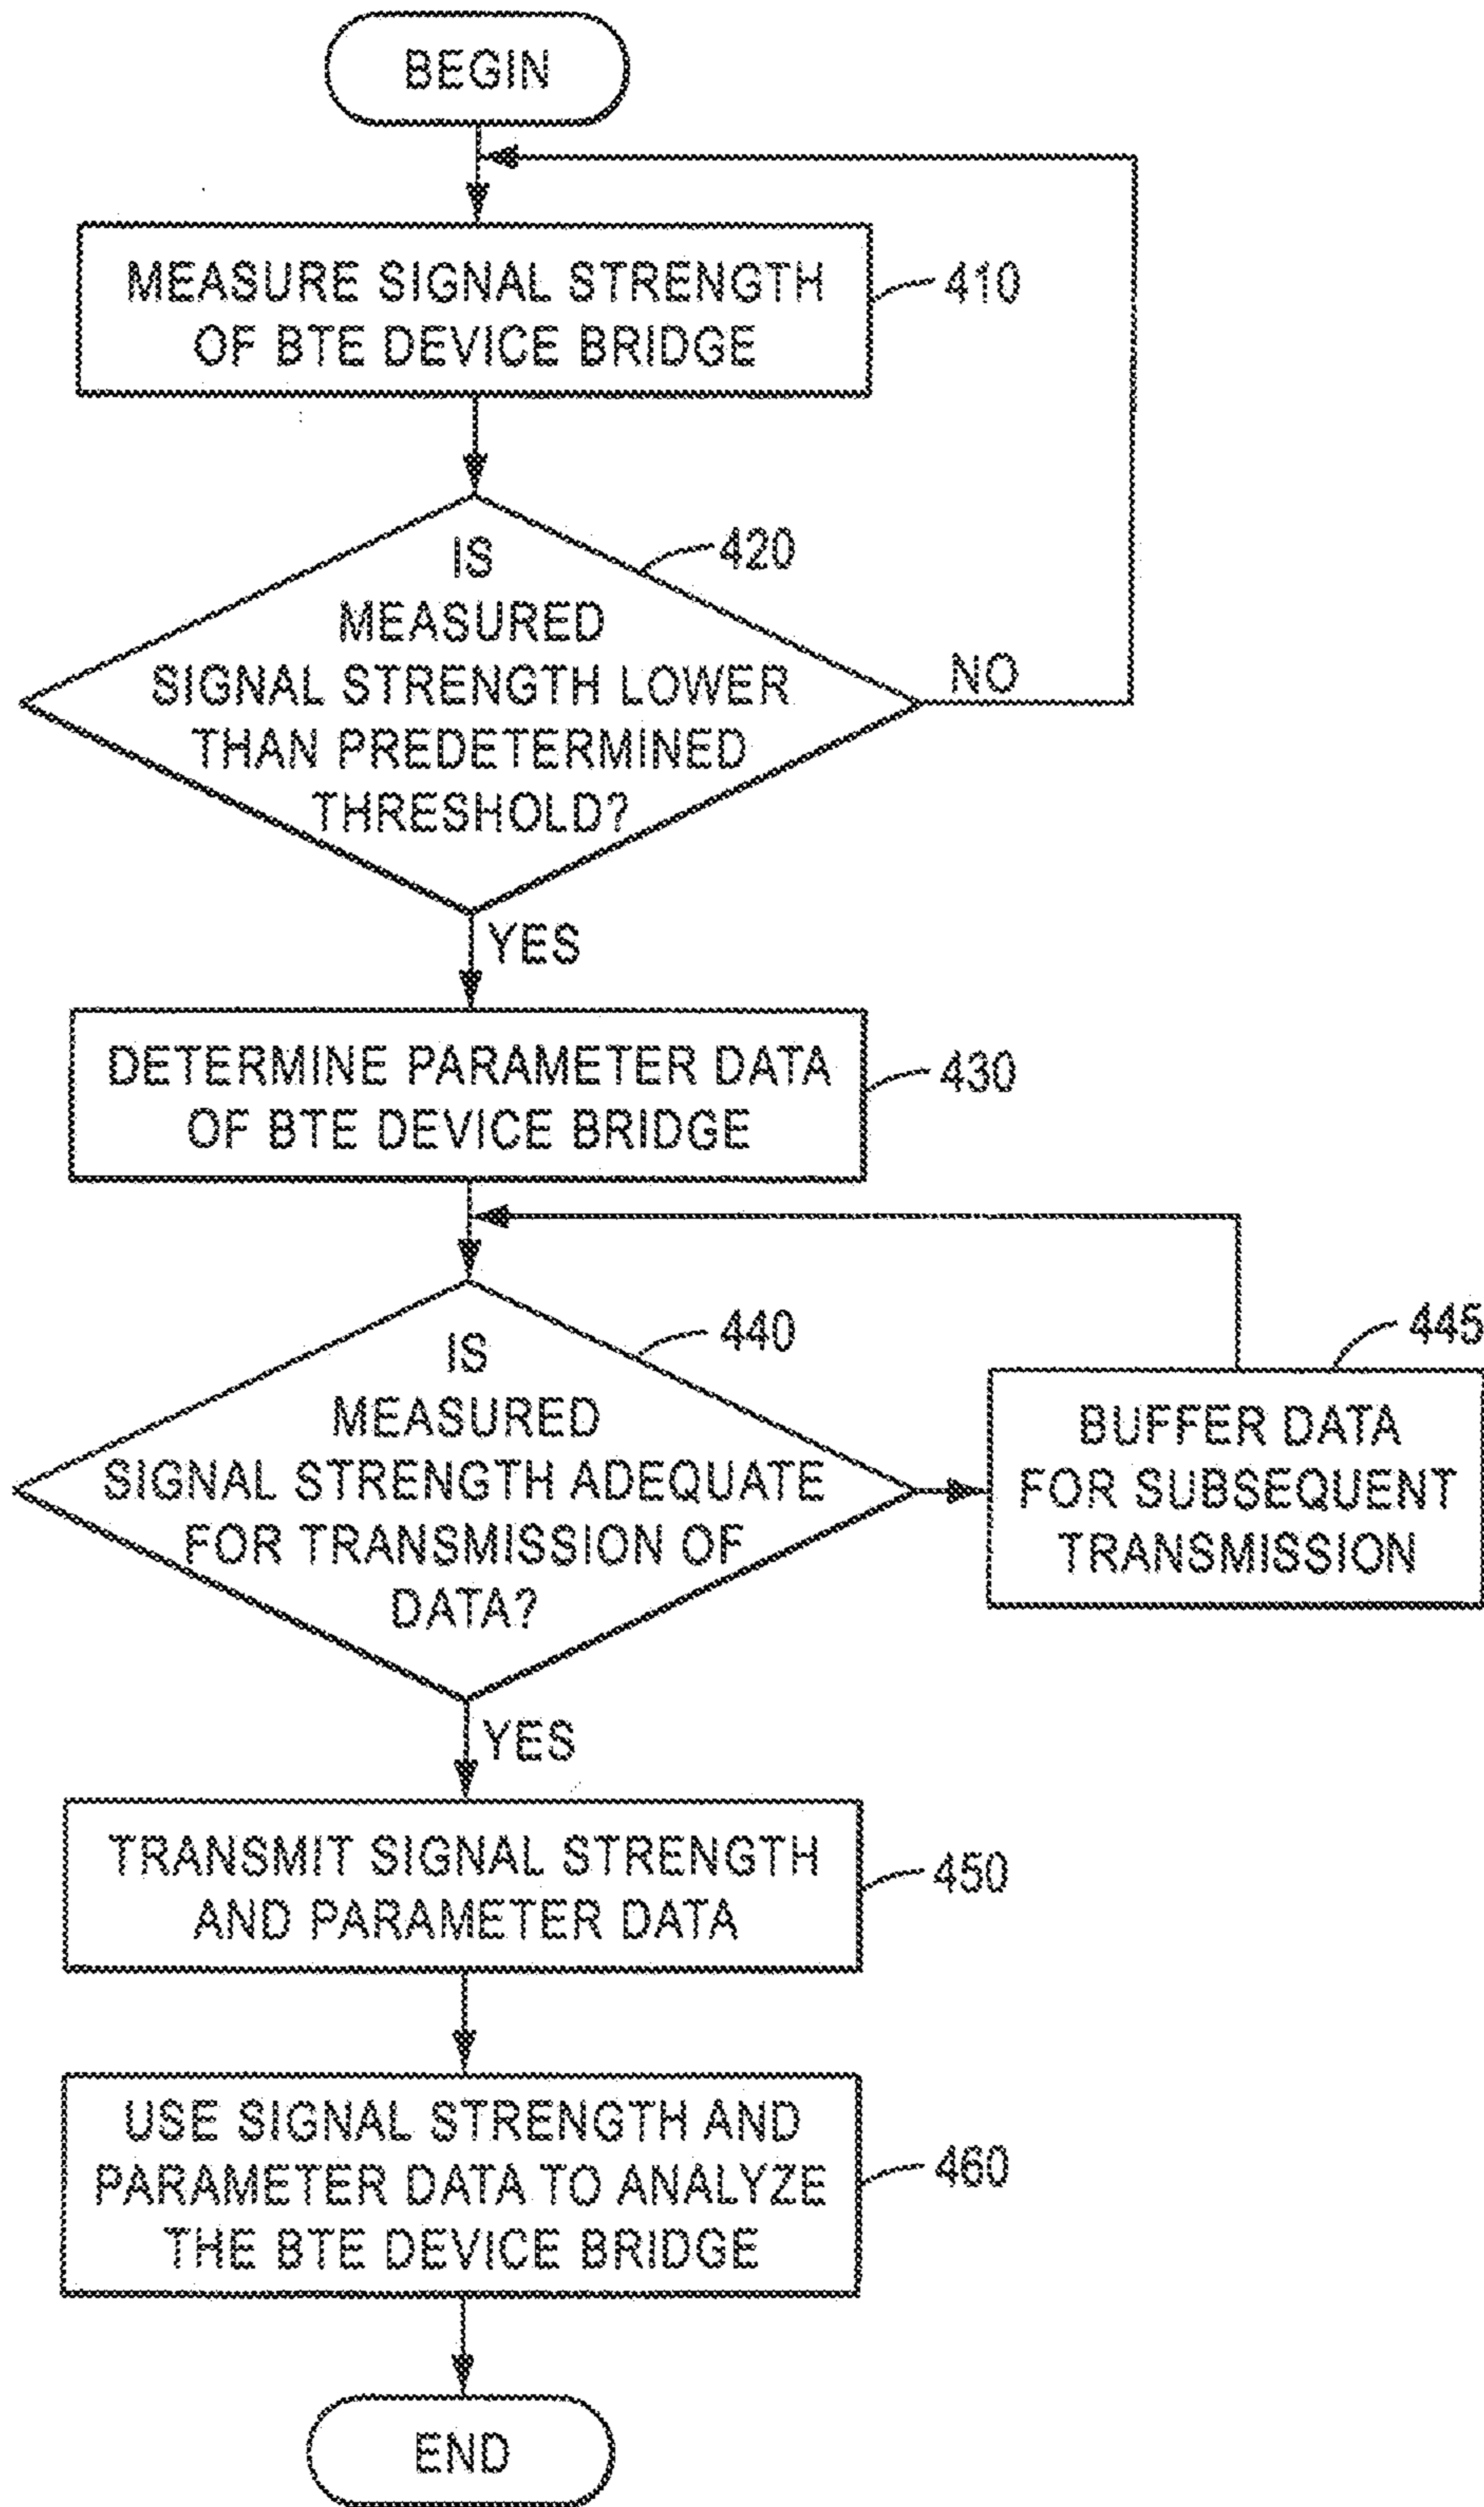 BEGIN
MEASURE SIGNAL STRENGTH
OF BTE DEVICE BRIDGE
410
IS
MEASURED
SIGNAL STRENGTH LOWER
THAN PREDETERMINED
THRESHOLD?
420
NO
YES
DETERMINE PARAMETER DATA
OF BTE DEVICE BRIDGE
430
IS
MEASURED
SIGNAL STRENGTH ADEQUATE
FOR TRANSMISSION OF
DATA?
440
445
BUFFER DATA
FOR SUBSEQUENT
TRANSMISSION
YES
TRANSMIT SIGNAL STRENGTH
AND PARAMETER DATA
450
USE SIGNAL STRENGTH AND
PARAMETER DATA TO ANALYZE
THE BTE DEVICE BRIDGE
460
END